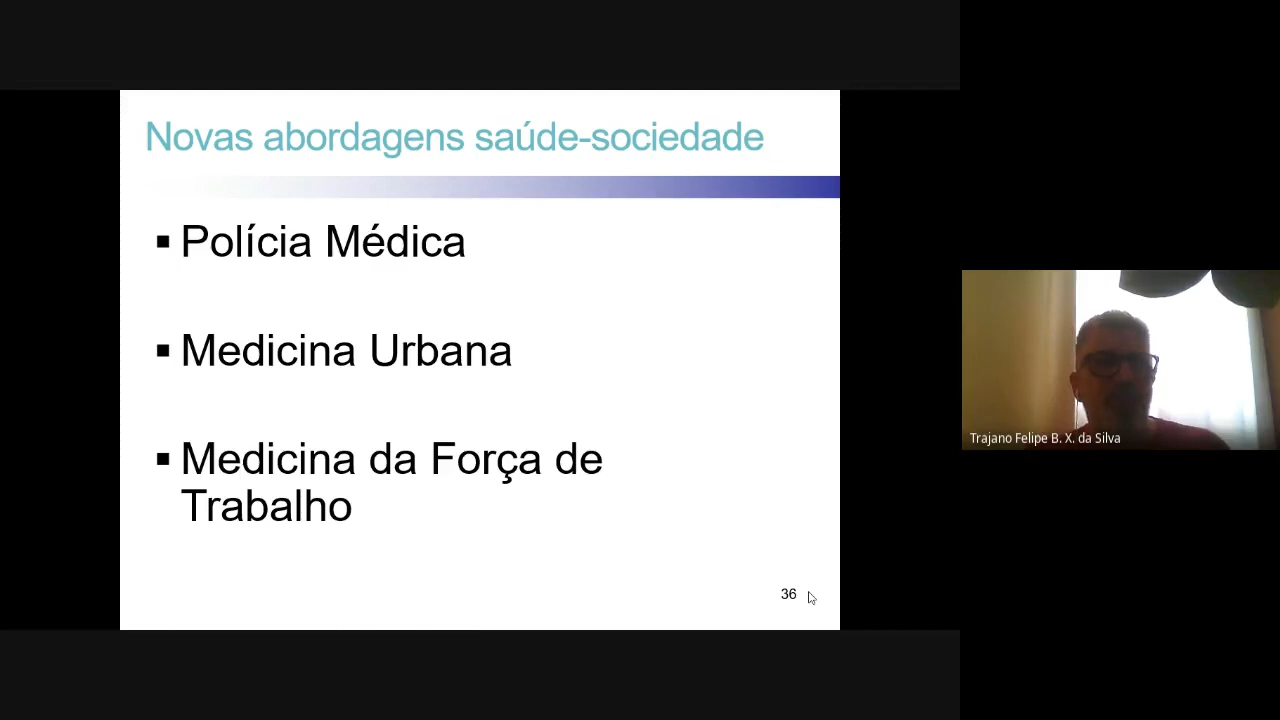 Novas abordagens saúde-sociedade
▪ Polícia Médica
▪ Medicina Urbana
▪ Medicina da Força de
Trabalho
36
Trajano Felipe B. X. da Silva